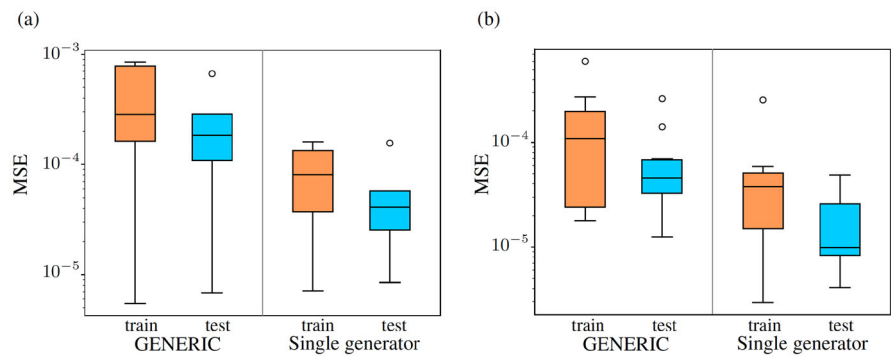 (a)
MSE
10⁻³
10⁻⁴
10⁻⁵
train test train test
GENERIC Single generator
(b)
MSE
10⁻⁴
10⁻⁵
train test train test
GENERIC Single generator